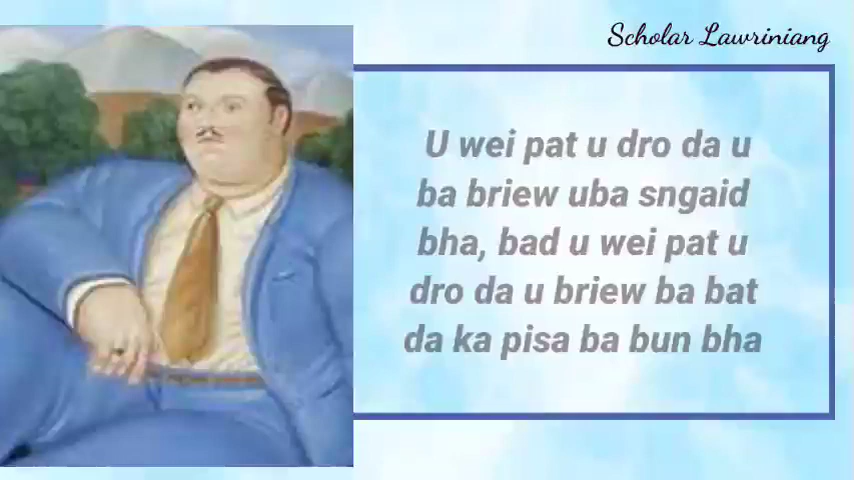 Scholar Lawriniang
U wei pat u dro da u
ba briew uba sngaid
bha, bad u wei pat u
dro da u briew ba bat
da ka pisa ba bun bha